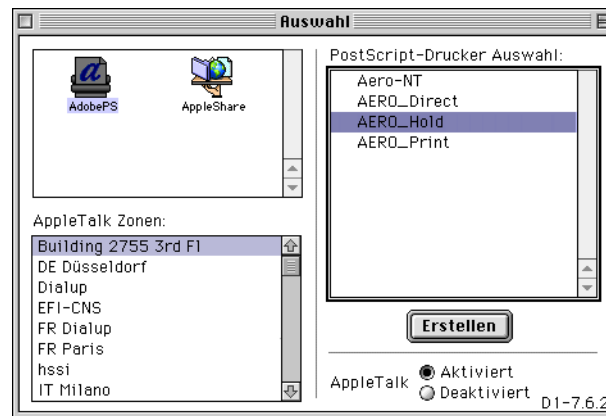 Auswahl
AdobePS
AppleShare
AppleTalk Zonen:
Building 2755 3rd Fl
DE Düsseldorf
Dialup
EFI-CNS
FR Dialup
FR Paris
hssi
IT Milano
PostScript-Drucker Auswahl:
Aero-NT
AERO_Direct
AERO_Hold
AERO_Print
Erstellen
AppleTalk
Aktiviert
Deaktiviert
D1-7.6.2